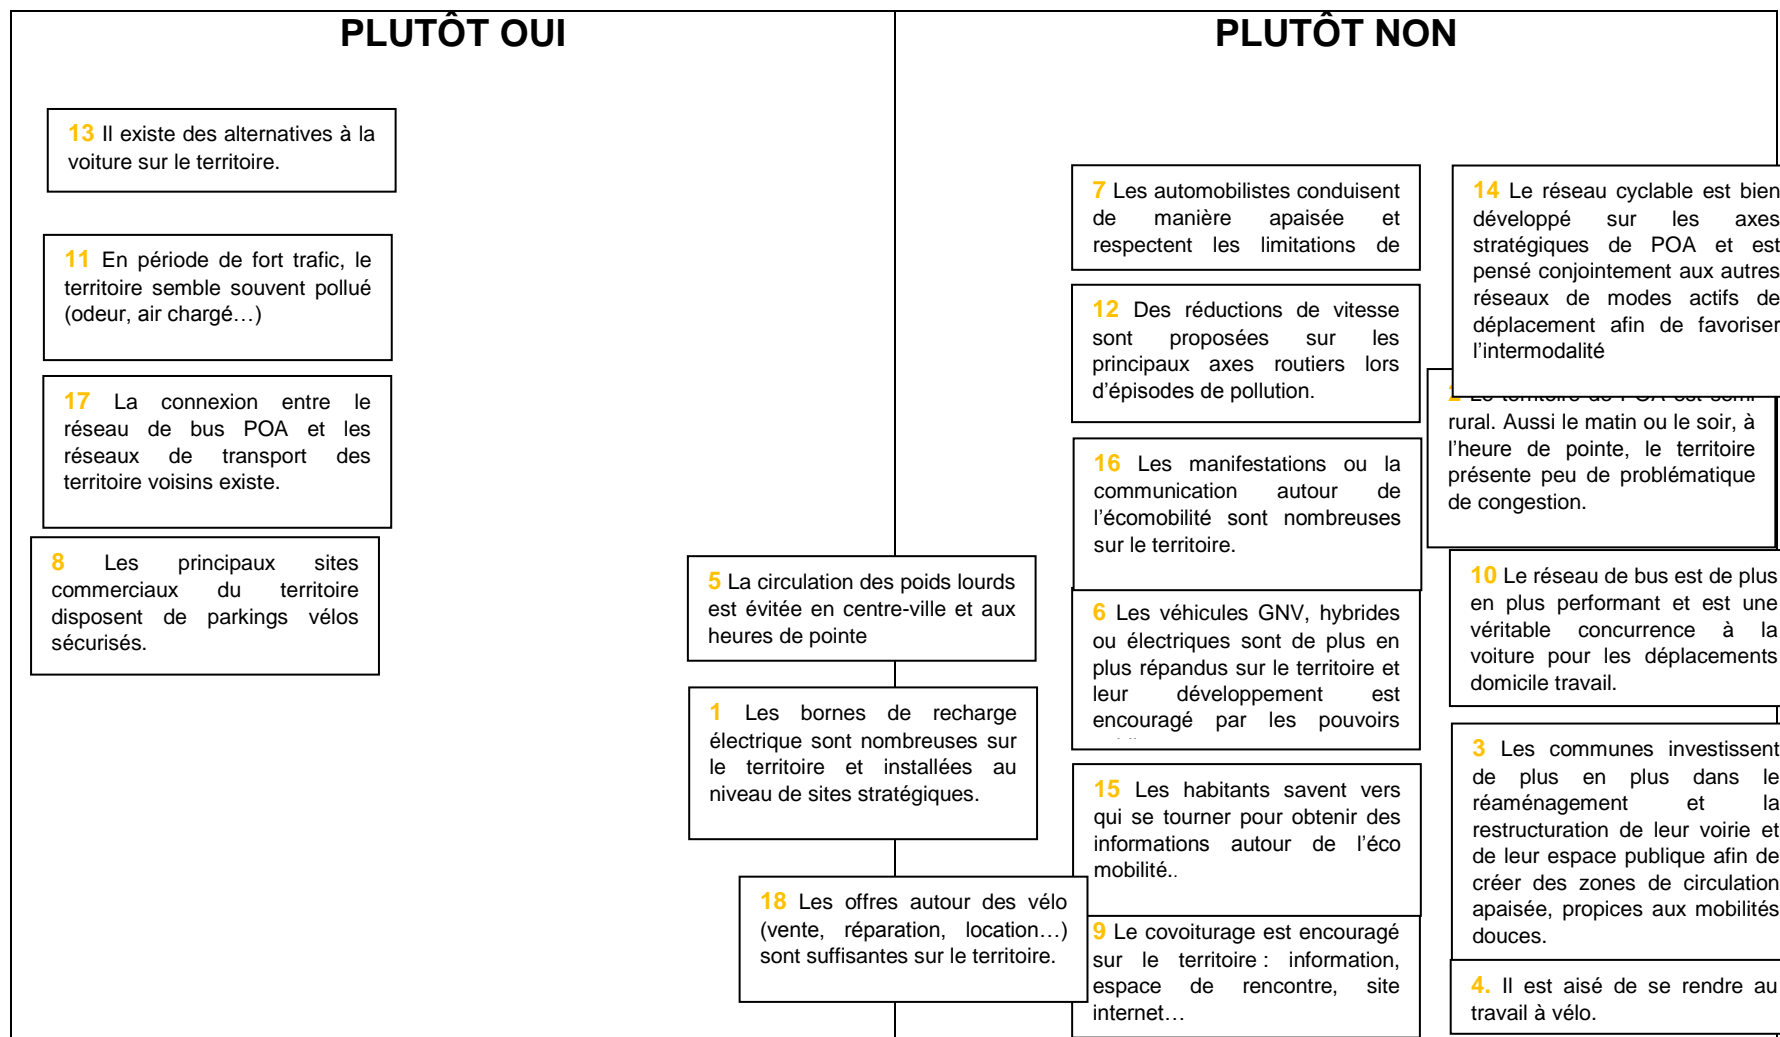 PLUTÔT OUI
PLUTÔT NON
13 Il existe des alternatives à la
voiture sur le territoire.
11 En période de fort trafic, le
territoire semble souvent pollué
(odeur, air chargé…)
17 La connexion entre le
réseau de bus POA et les
réseaux de transport des
territoire voisins existe.
8 Les principaux sites
commerciaux du territoire
disposent de parkings vélos
sécurisés.
5 La circulation des poids lourds
est évitée en centre-ville et aux
heures de pointe
1 Les bornes de recharge
électrique sont nombreuses sur
le territoire et installées au
niveau de sites stratégiques.
18 Les offres autour des vélo
(vente, réparation, location…)
sont suffisantes sur le territoire.
7 Les automobilistes conduisent
de manière apaisée et
respectent les limitations de
12 Des réductions de vitesse
sont proposées sur les
principaux axes routiers lors
d’épisodes de pollution.
16 Les manifestations ou la
communication autour de
l’écomobilité sont nombreuses
sur le territoire.
6 Les véhicules GNV, hybrides
ou électriques sont de plus en
plus répandus sur le territoire et
leur développement est
encouragé par les pouvoirs
15 Les habitants savent vers
qui se tourner pour obtenir des
informations autour de l’éco
mobilité..
9 Le covoiturage est encouragé
sur le territoire : information,
espace de rencontre, site
internet…
14 Le réseau cyclable est bien
développé sur les axes
stratégiques de POA et est
pensé conjointement aux autres
réseaux de modes actifs de
déplacement afin de favoriser
l’intermodalité
2 Le territoire de POA est semi
rural. Aussi le matin ou le soir, à
l’heure de pointe, le territoire
présente peu de problématique
de congestion.
10 Le réseau de bus est de plus
en plus performant et est une
véritable concurrence à la
voiture pour les déplacements
domicile travail.
3 Les communes investissent
de plus en plus dans le
réaménagement et la
restructuration de leur voirie et
de leur espace publique afin de
créer des zones de circulation
apaisée, propices aux mobilités
douces.
4. Il est aisé de se rendre au
travail à vélo.